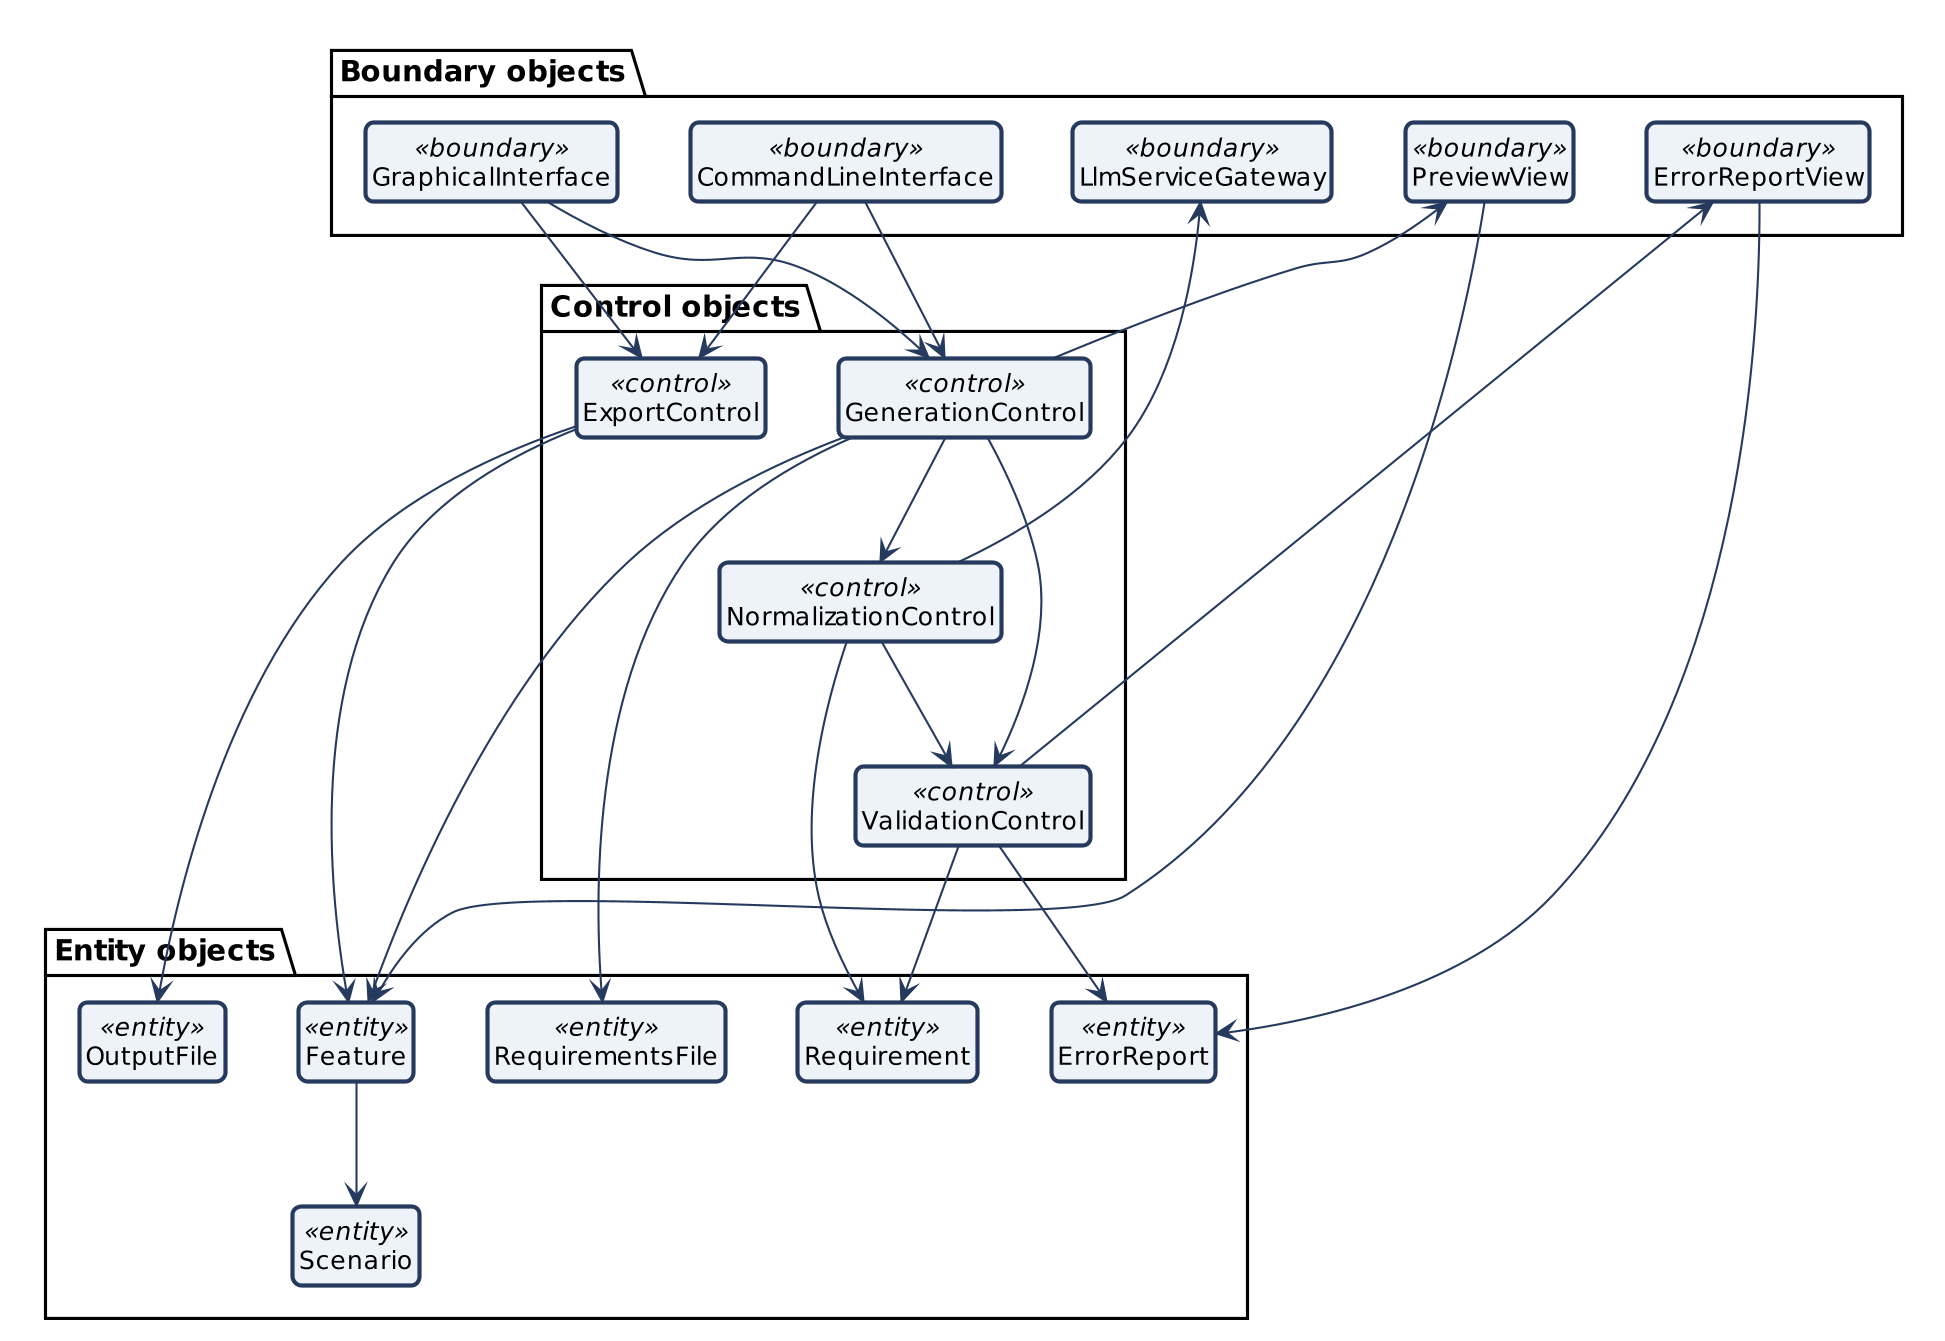 Boundary objects
«boundary»
GraphicalInterface
«boundary»
CommandLineInterface
«boundary»
LlmServiceGateway
«boundary»
PreviewView
«boundary»
ErrorReportView
Control objects
«control»
ExportControl
«control»
GenerationControl
«control»
NormalizationControl
«control»
ValidationControl
Entity objects
«entity»
OutputFile
«entity»
Feature
«entity»
RequirementsFile
«entity»
Requirement
«entity»
ErrorReport
«entity»
Scenario